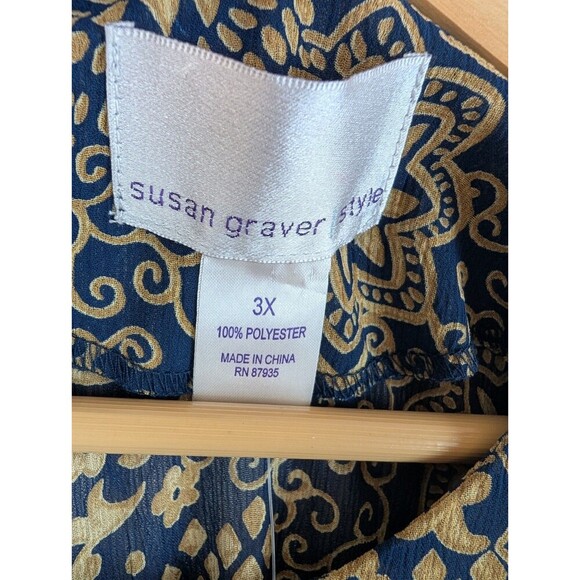 susan graver style
3X
100% POLYESTER
MADE IN CHINA
RN 87935